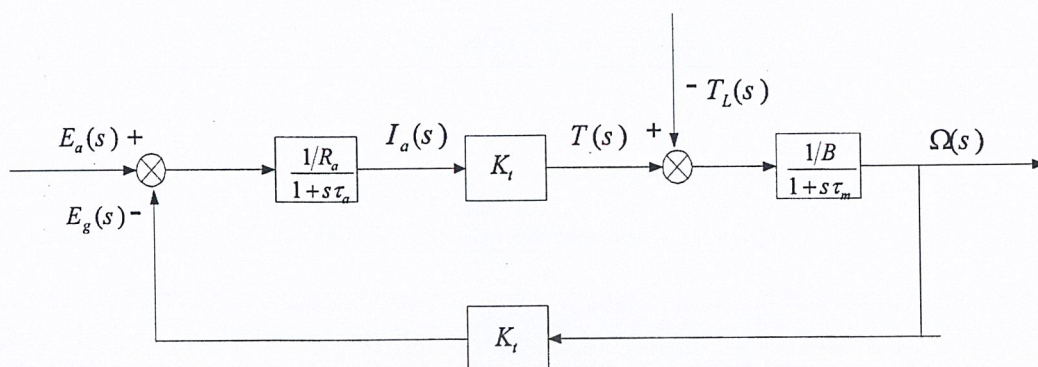 - T_L(s)
E_a(s) +
1/R_a
1+sτ_a
I_a(s)
K_t
T(s) +
1/B
1+sτ_m
Ω(s)
E_g(s) -
K_t